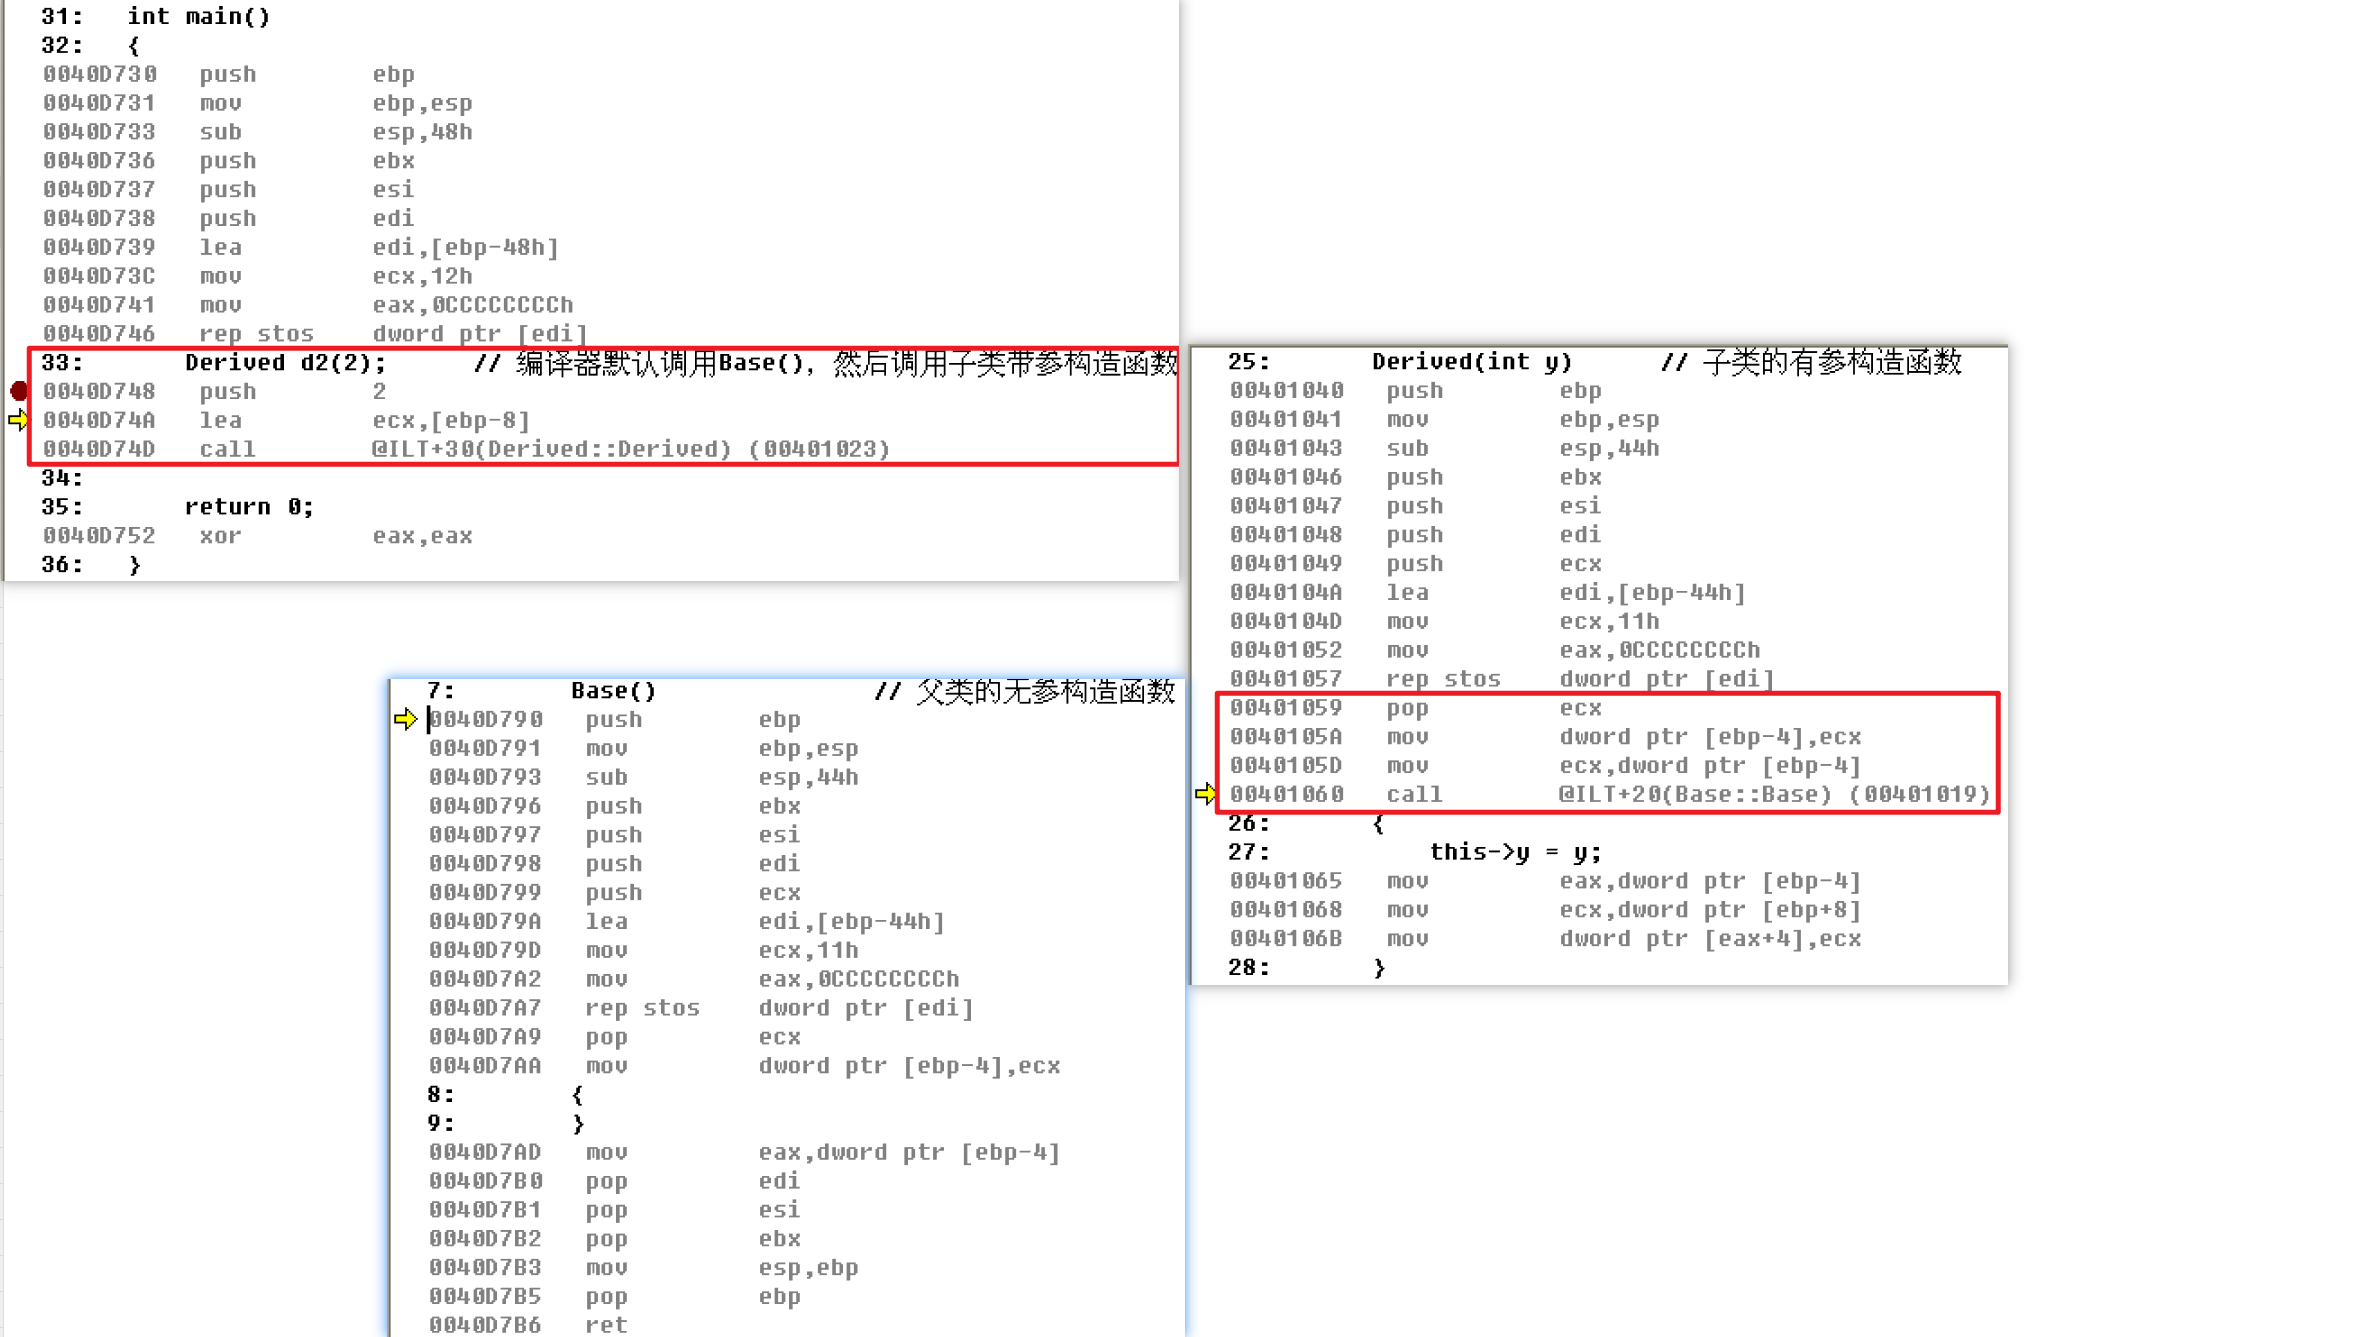 31: int main()
32: {
0040D730 push ebp
0040D731 mov ebp,esp
0040D733 sub esp,48h
0040D736 push ebx
0040D737 push esi
0040D738 push edi
0040D739 lea edi,[ebp-48h]
0040D73C mov ecx,12h
0040D741 mov eax,0CCCCCCCCh
0040D746 rep stos dword ptr [edi]
33: Derived d2(2); // 编译器默认调用Base(), 然后调用子类带参构造函数
0040D748 push 2
0040D74A lea ecx,[ebp-8]
0040D74D call @ILT+30(Derived::Derived) (00401023)
34:
35: return 0;
0040D752 xor eax,eax
36: }
25: Derived(int y) // 子类的有参构造函数
00401040 push ebp
00401041 mov ebp,esp
00401043 sub esp,44h
00401046 push ebx
00401047 push esi
00401048 push edi
00401049 push ecx
0040104A lea edi,[ebp-44h]
0040104D mov ecx,11h
00401052 mov eax,0CCCCCCCCh
00401057 rep stos dword ptr [edi]
00401059 pop ecx
0040105A mov dword ptr [ebp-4],ecx
0040105D mov ecx,dword ptr [ebp-4]
00401060 call @ILT+20(Base::Base) (00401019)
26: {
27: this->y = y;
00401065 mov eax,dword ptr [ebp-4]
00401068 mov ecx,dword ptr [ebp+8]
0040106B mov dword ptr [eax+4],ecx
28: }
7: Base() // 父类的无参构造函数
0040D790 push ebp
0040D791 mov ebp,esp
0040D793 sub esp,44h
0040D796 push ebx
0040D797 push esi
0040D798 push edi
0040D799 push ecx
0040D79A lea edi,[ebp-44h]
0040D79D mov ecx,11h
0040D7A2 mov eax,0CCCCCCCCh
0040D7A7 rep stos dword ptr [edi]
0040D7A9 pop ecx
0040D7AA mov dword ptr [ebp-4],ecx
8: {
9: }
0040D7AD mov eax,dword ptr [ebp-4]
0040D7B0 pop edi
0040D7B1 pop esi
0040D7B2 pop ebx
0040D7B3 mov esp,ebp
0040D7B5 pop ebp
0040D7B6 ret